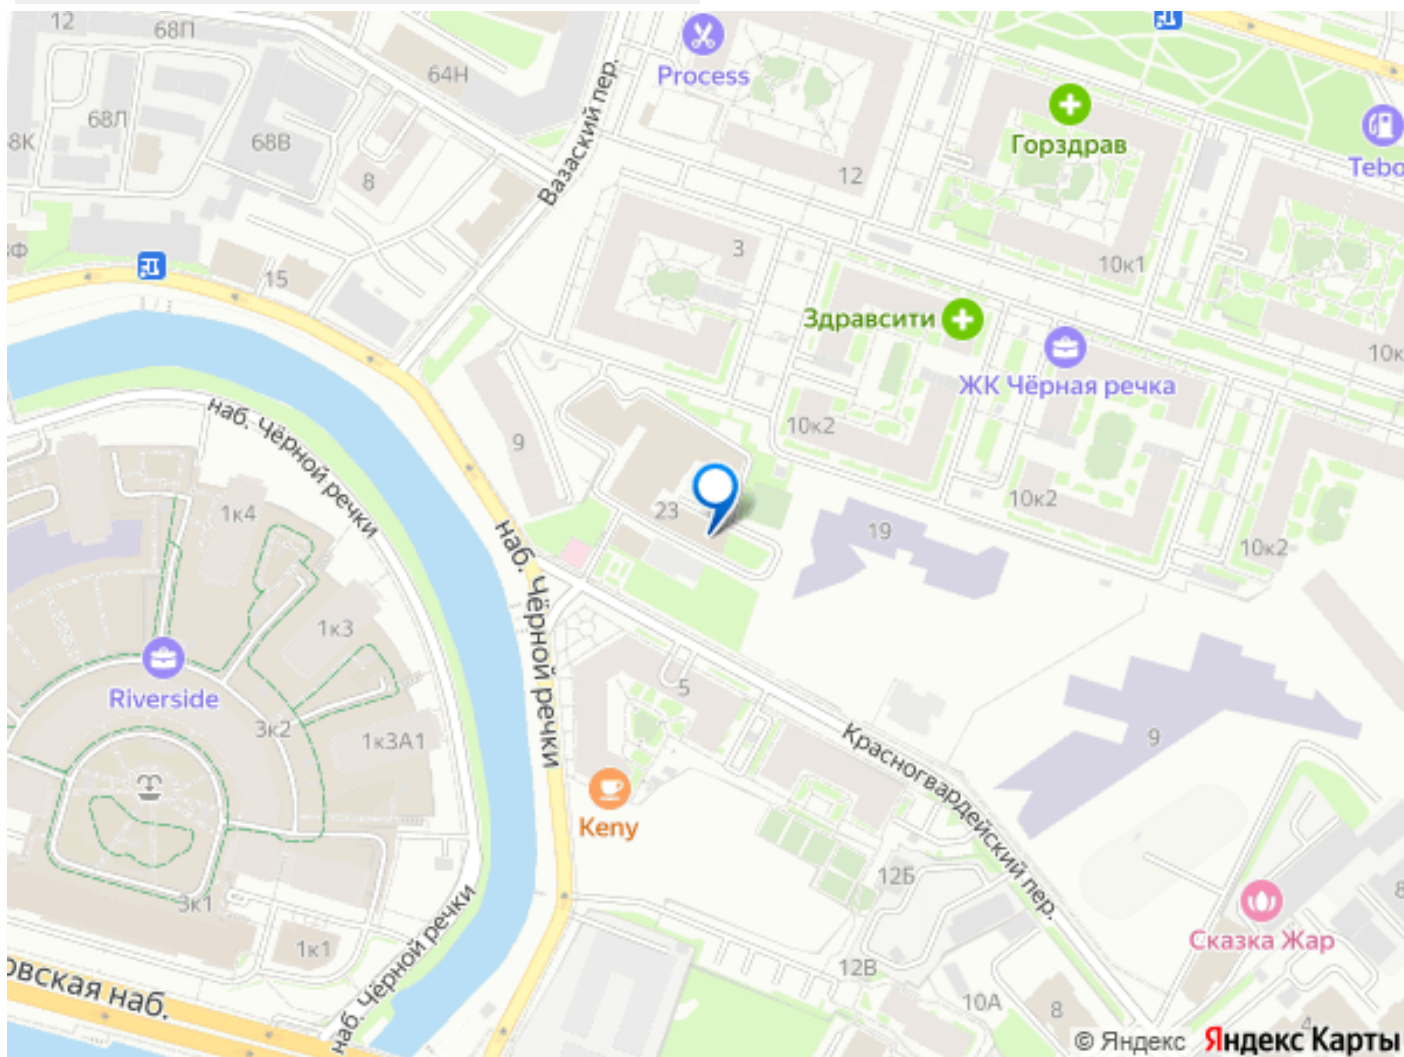 12
68П
64Н
Process
Вазаский пер.
Горздрав
Tebo
68Л
68К
68В
8
12
3
10к1
15
Здравсити
ЖК Чёрная речка
10к
наб. Чёрной речки
9
10к2
10к2
1к4
23
19
10к2
наб. Чёрной речки
1к3
Riverside
5
3к2
1к3А1
Красногвардейский пер.
9
Keny
12Б
3к1
наб. Чёрной речки
1к1
Сказка Жар
8
12В
10А
8
4
овская наб.
© Яндекс Яндекс Карты